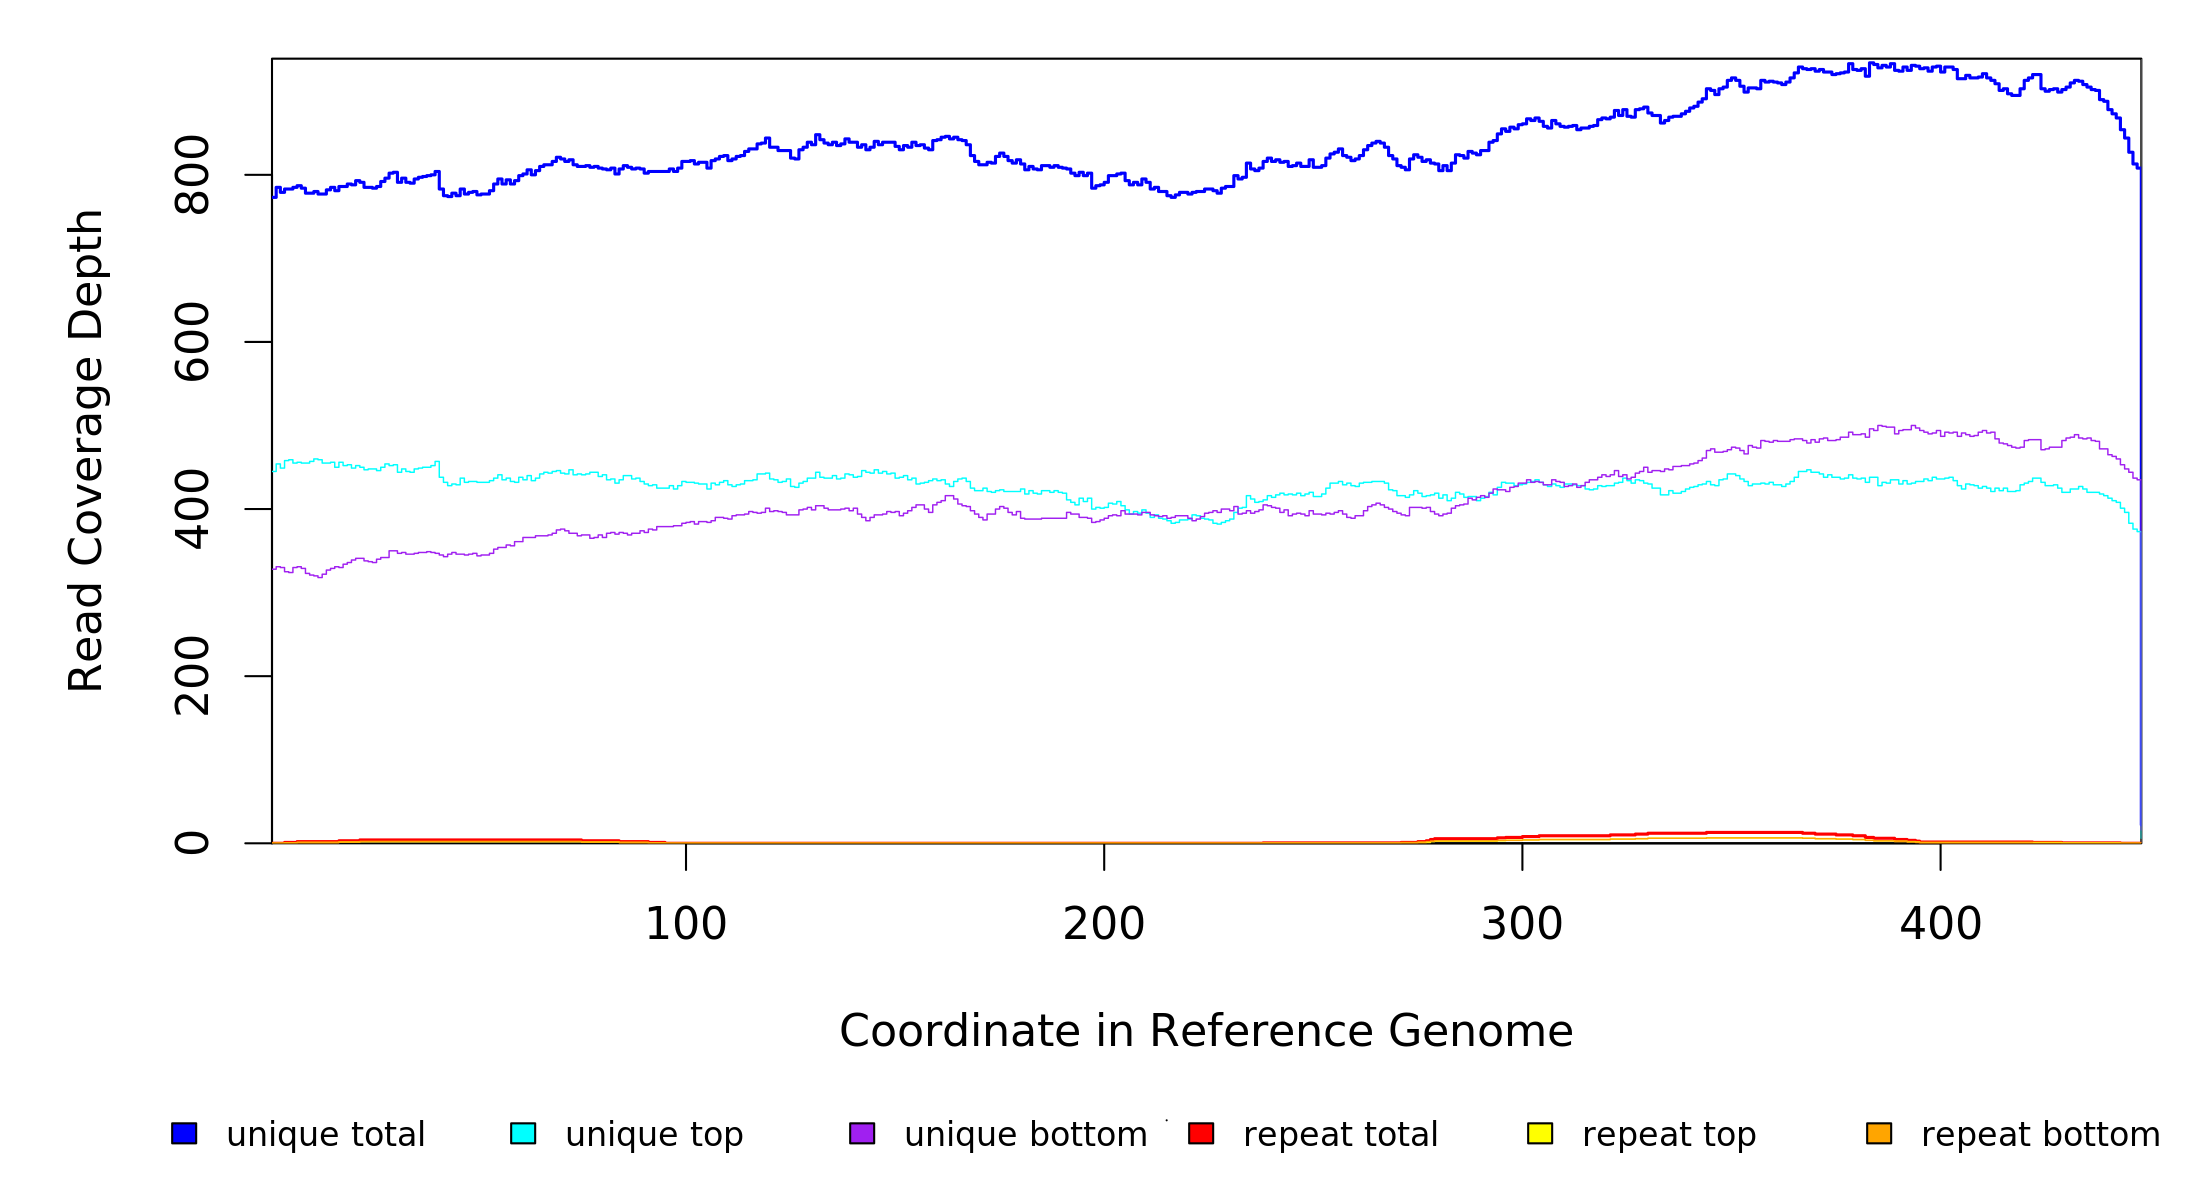 Read Coverage Depth
800
600
400
200
0
100 200 300 400
Coordinate in Reference Genome
unique total unique top unique bottom repeat total repeat top repeat bottom